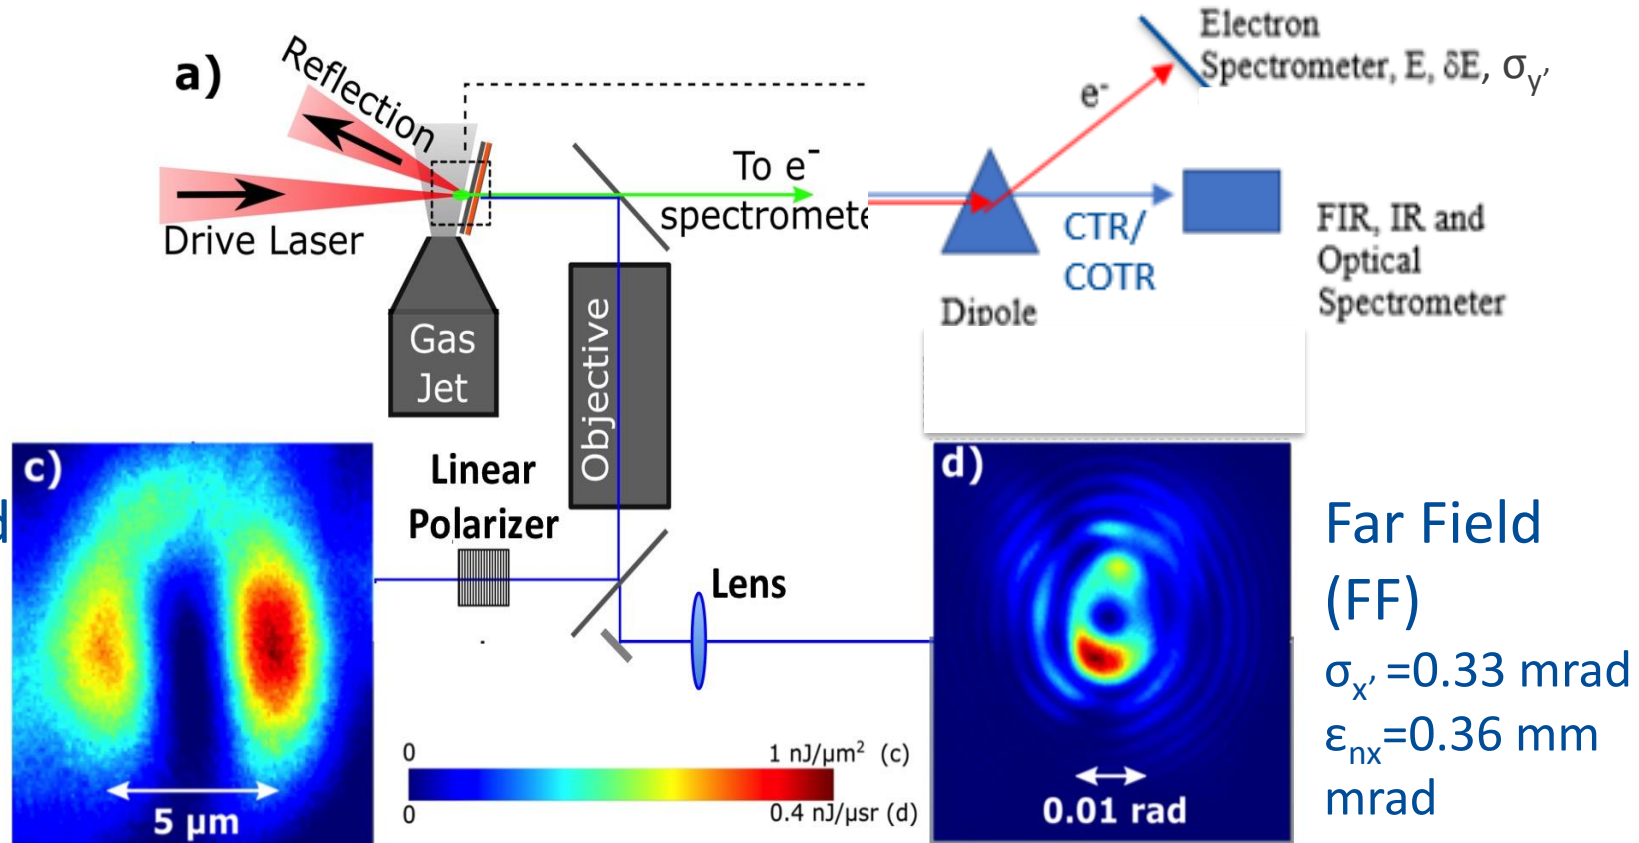 a)
Reflection
Drive Laser
Gas
Jet
To e-
spectromete
Objective
e-
Electron
Spectrometer, E, δE, σy′
CTR/
COTR
Dipole
FIR, IR and
Optical
Spectrometer
c)
5 μm
Linear
Polarizer
Lens
0
1 nJ/μm² (c)
0
0.4 nJ/μsr (d)
d)
0.01 rad
Far Field
(FF)
σx′ =0.33 mrad
εnx=0.36 mm
mrad